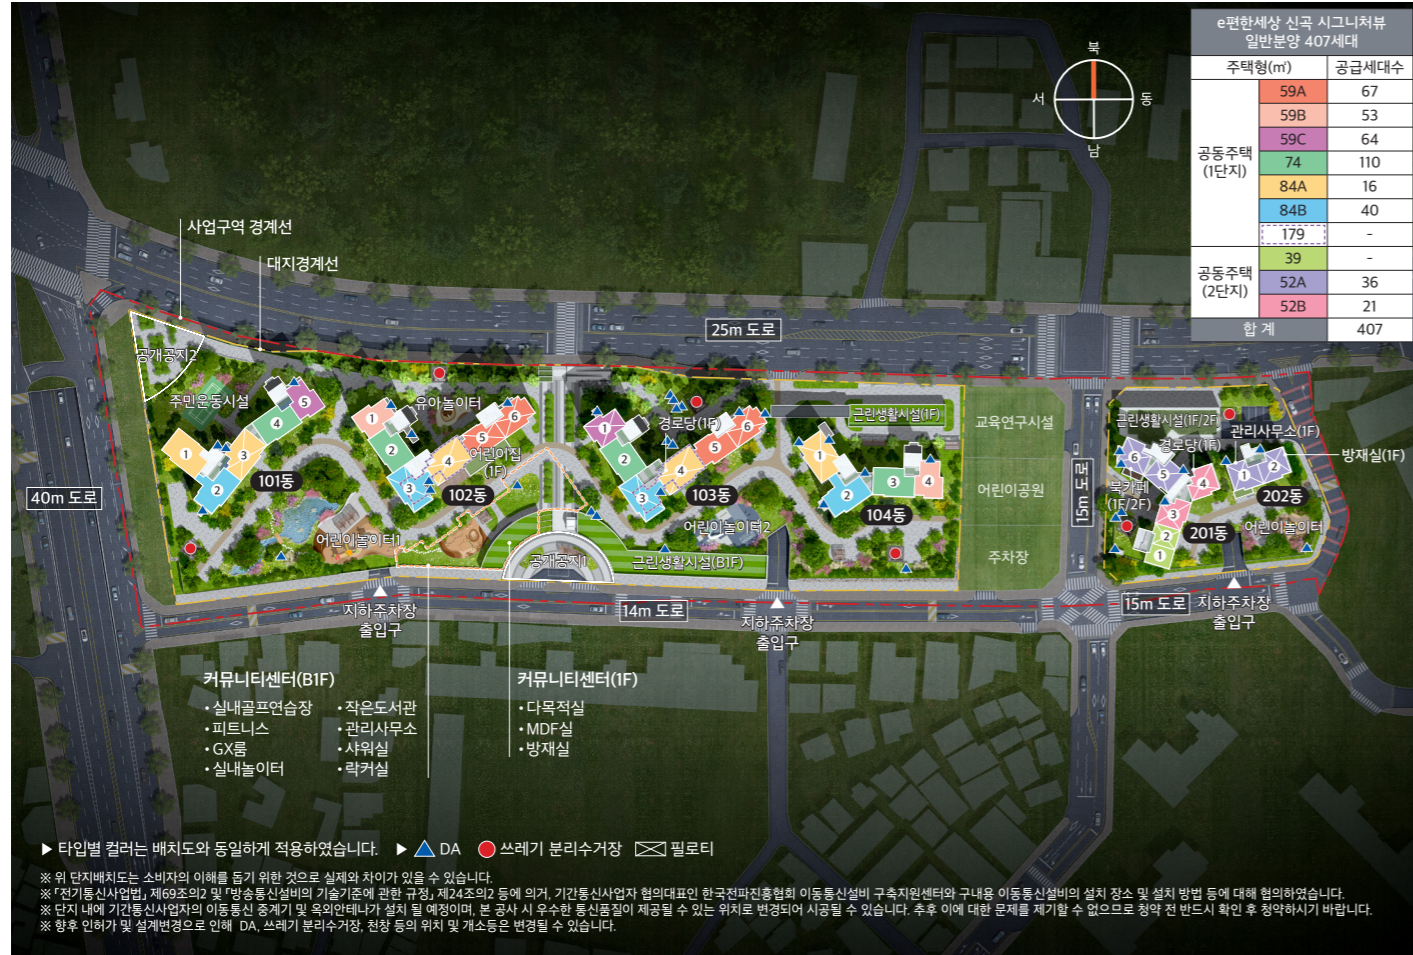 e편한세상 신곡 시그니처뷰
일반분양 407세대
주택형(㎡) 공급세대수
공동주택
(1단지)
59A 67
59B 53
59C 64
74 110
84A 16
84B 40
179 -
공동주택
(2단지)
39 -
52A 36
52B 21
합 계 407
북
서 동
남
사업구역 경계선
대지경계선
25m 도로
공개공지2
주민운동시설
유아놀이터
경로당(1F)
근린생활시설(1F)
교육연구시설
근린생활시설(1F/2F)
관리사무소(1F)
경로당(1F)
방재실(1F)
1 2 3 4 5
101동
1 2 3 4 5 6
어린이집
(1F)
102동
1 2 3 4 5 6
103동
1 2 3 4
104동
어린이공원
15m 도로
북카페
(1F/2F)
1 2 3 4 5 6
201동
1 2
202동
40m 도로
어린이놀이터1
공개공지1
어린이놀이터2
근린생활시설(B1F)
주차장
어린이놀이터
지하주차장
출입구
14m 도로
지하주차장
출입구
15m 도로
지하주차장
출입구
커뮤니티센터(B1F)
• 실내골프연습장
• 피트니스
• GX룸
• 실내놀이터
• 작은도서관
• 관리사무소
• 샤워실
• 락커실
커뮤니티센터(1F)
• 다목적실
• MDF실
• 방재실
▶ 타입별 컬러는 배치도와 동일하게 적용하였습니다. ▶ DA 쓰레기 분리수거장 필로티
※ 위 단지배치도는 소비자의 이해를 돕기 위한 것으로 실제와 차이가 있을 수 있습니다.
※ 「전기통신사업법」 제69조의2 및 「방송통신설비의 기술기준에 관한 규정」 제24조의2 등에 의거, 기간통신사업자 협의대표인 한국전파진흥협회 이동통신설비 구축지원센터와 구내용 이동통신설비의 설치 장소 및 설치 방법 등에 대해 협의하였습니다.
※ 단지 내에 기간통신사업자의 이동통신 중계기 및 옥외안테나가 설치 될 예정이며, 본 공사 시 우수한 통신품질이 제공될 수 있는 위치로 변경되어 시공될 수 있습니다. 추후 이에 대한 문제를 제기할 수 없으므로 청약 전 반드시 확인 후 청약하시기 바랍니다.
※ 향후 인허가 및 설계변경으로 인해 DA, 쓰레기 분리수거장, 천창 등의 위치 및 개소등은 변경될 수 있습니다.